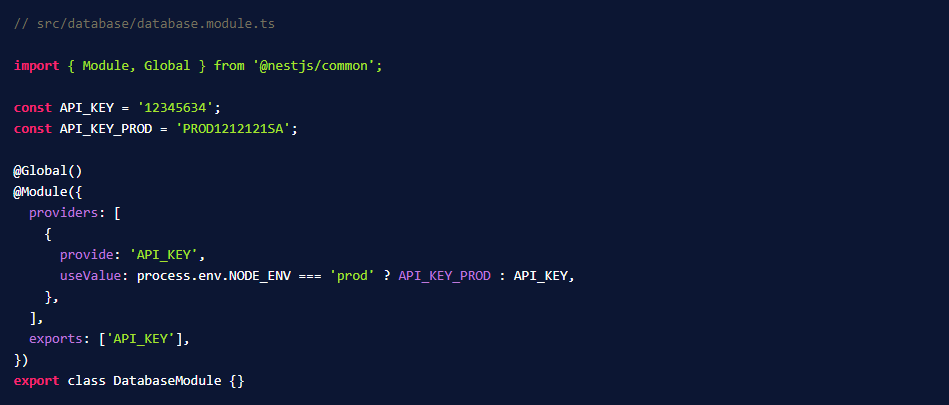 // src/database/database.module.ts
import { Module, Global } from '@nestjs/common';
const API_KEY = '12345634';
const API_KEY_PROD = 'PROD1212121SA';
@Global()
@Module({
  providers: [
    {
      provide: 'API_KEY',
      useValue: process.env.NODE_ENV === 'prod' ? API_KEY_PROD : API_KEY,
    },
  ],
  exports: ['API_KEY'],
})
export class DatabaseModule {}